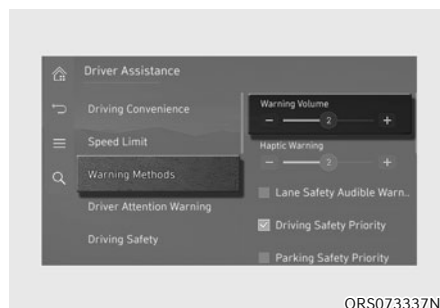 Driver Assistance
Driving Convenience
Speed Limit
Warning Methods
Driver Attention Warning
Driving Safety
Warning Volume
− 2 +
Haptic Warning
− 2 +
Lane Safety Audible Warn..
Driving Safety Priority
Parking Safety Priority
QRS073337N